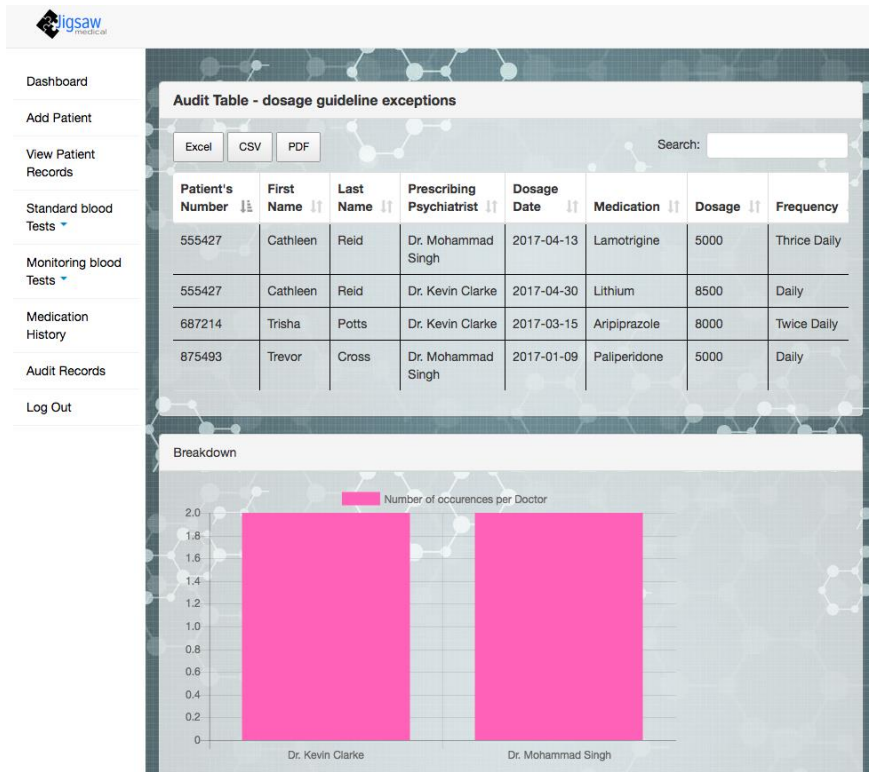 Jigsaw
medical
Dashboard
Add Patient
View Patient
Records
Standard blood
Tests
Monitoring blood
Tests
Medication
History
Audit Records
Log Out
Audit Table - dosage guideline exceptions
Excel CSV PDF Search:
Patient's First Last Prescribing Dosage
Number Name Name Psychiatrist Date Medication Dosage Frequency
555427 Cathleen Reid Dr. Mohammad 2017-04-13 Lamotrigine 5000 Thrice Daily
Singh
555427 Cathleen Reid Dr. Kevin Clarke 2017-04-30 Lithium 8500 Daily
687214 Trisha Potts Dr. Kevin Clarke 2017-03-15 Aripiprazole 8000 Twice Daily
875493 Trevor Cross Dr. Mohammad 2017-01-09 Paliperidone 5000 Daily
Singh
Breakdown
Number of occurences per Doctor
2.0
1.8
1.6
1.4
1.2
1.0
0.8
0.6
0.4
0.2
0
Dr. Kevin Clarke Dr. Mohammad Singh